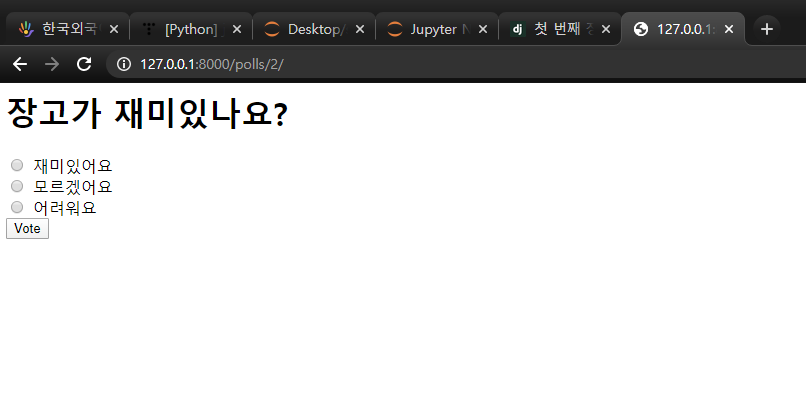 한국외국
[Python]
Desktop/
Jupyter N
dj 첫 번째 장
127.0.0.1:
127.0.0.1:8000/polls/2/
장고가 재미있나요?
재미있어요
모르겠어요
어려워요
Vote